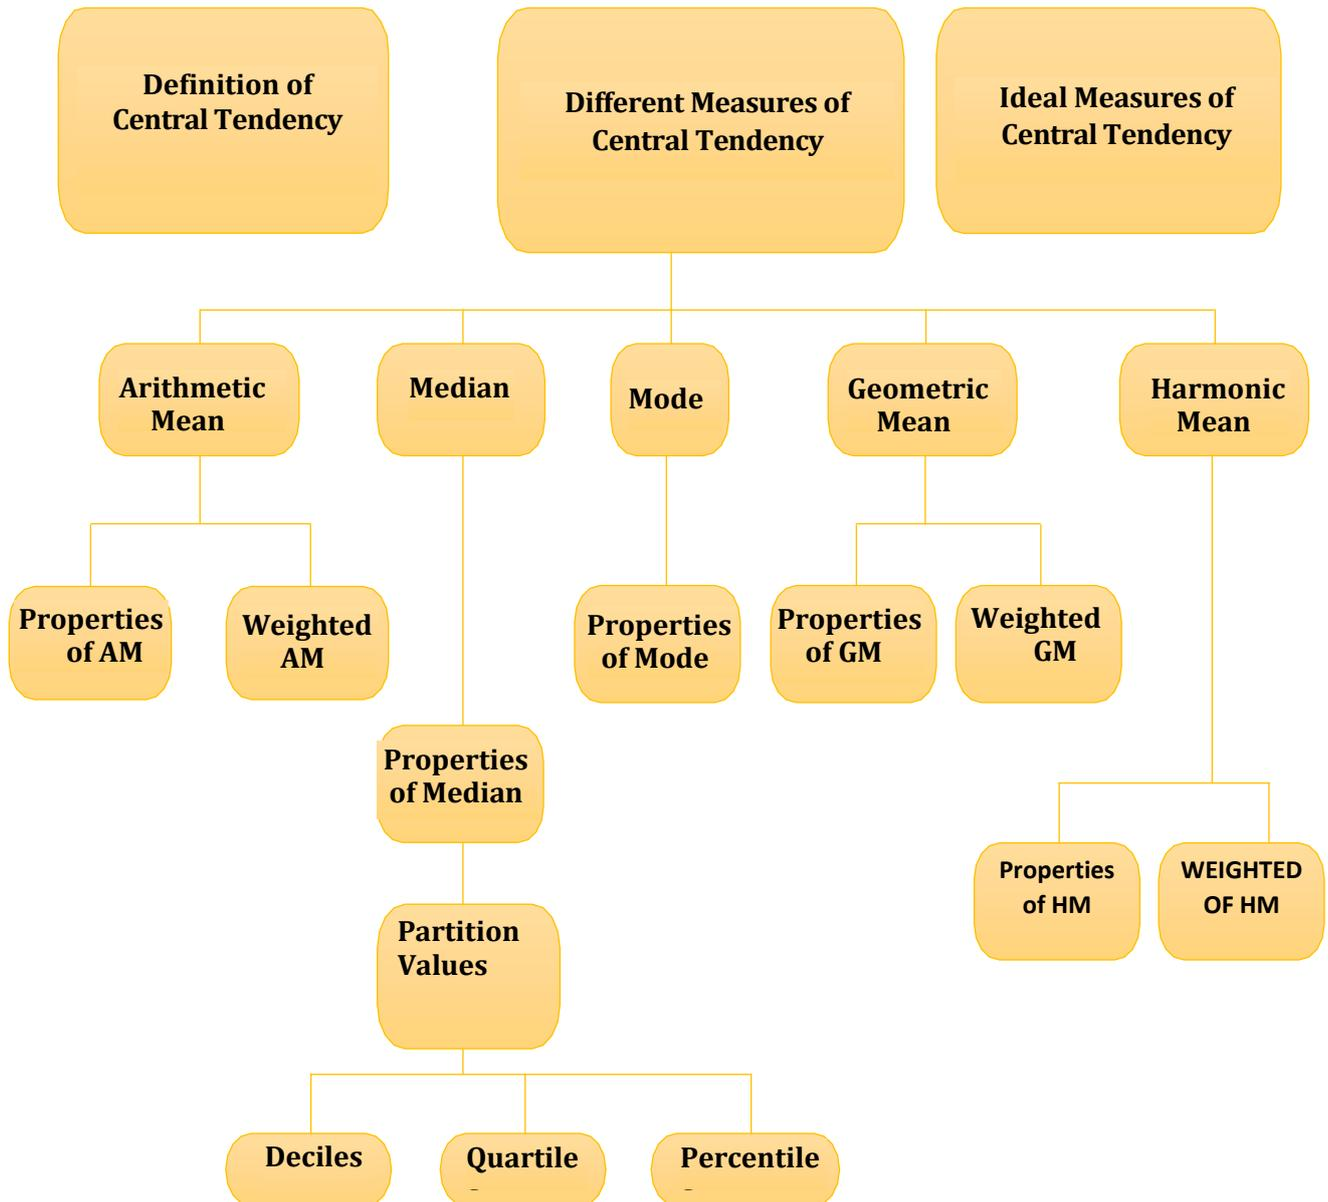 Definition of
Central Tendency
Different Measures of
Central Tendency
Ideal Measures of
Central Tendency
Arithmetic
Mean
Median
Mode
Geometric
Mean
Harmonic
Mean
Properties
of AM
Weighted
AM
Properties
of Mode
Properties
of GM
Weighted
GM
Properties
of Median
Properties
of HM
WEIGHTED
OF HM
Partition
Values
Deciles
Quartile
Percentile